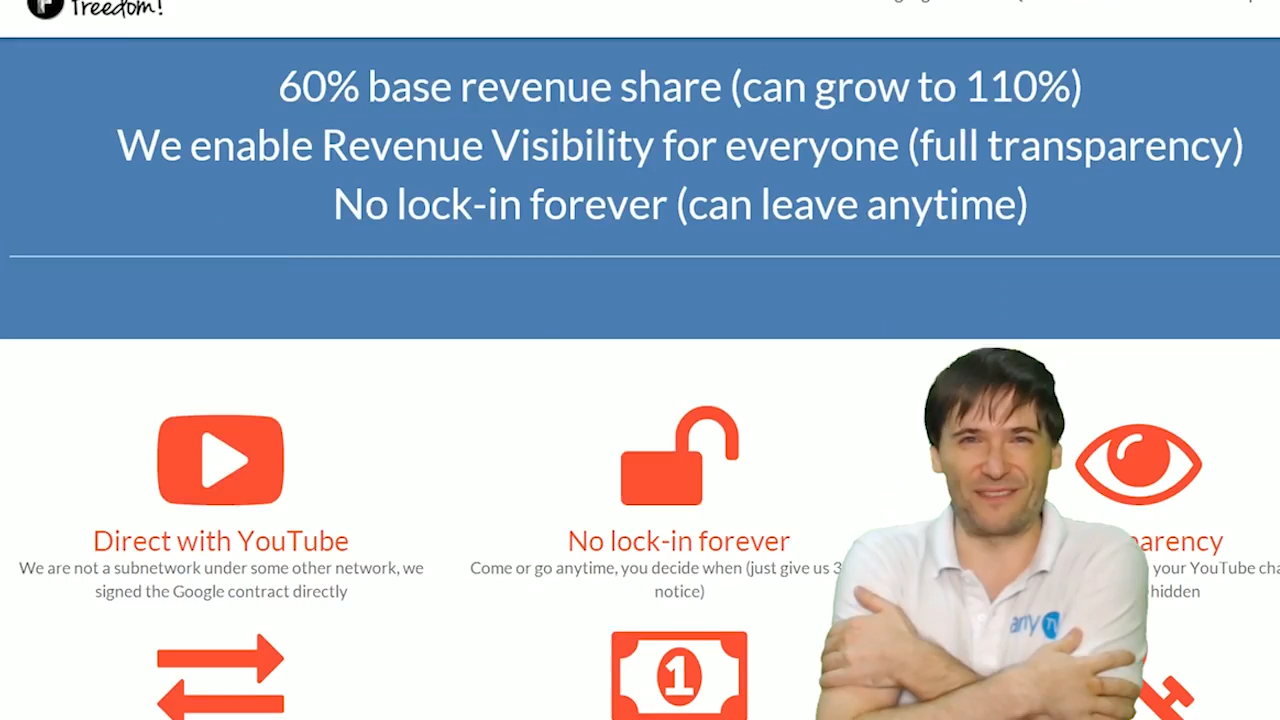 Freedom!
60% base revenue share (can grow to 110%)
We enable Revenue Visibility for everyone (full transparency)
No lock-in forever (can leave anytime)
Direct with YouTube
We are not a subnetwork under some other network, we
signed the Google contract directly
No lock-in forever
Come or go anytime, you decide when (just give us 3
notice)
parency
your YouTube cha
hidden
1
any TV